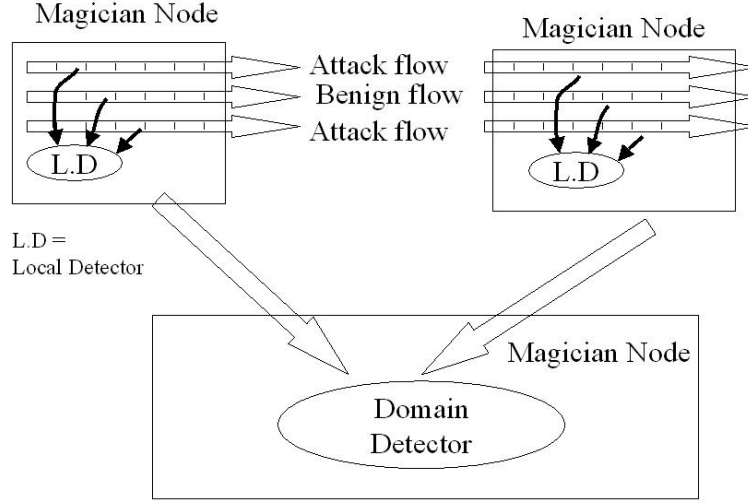 Magician Node
Magician Node
Attack flow
Benign flow
Attack flow
L.D
L.D
L.D =
Local Detector
Magician Node
Domain
Detector